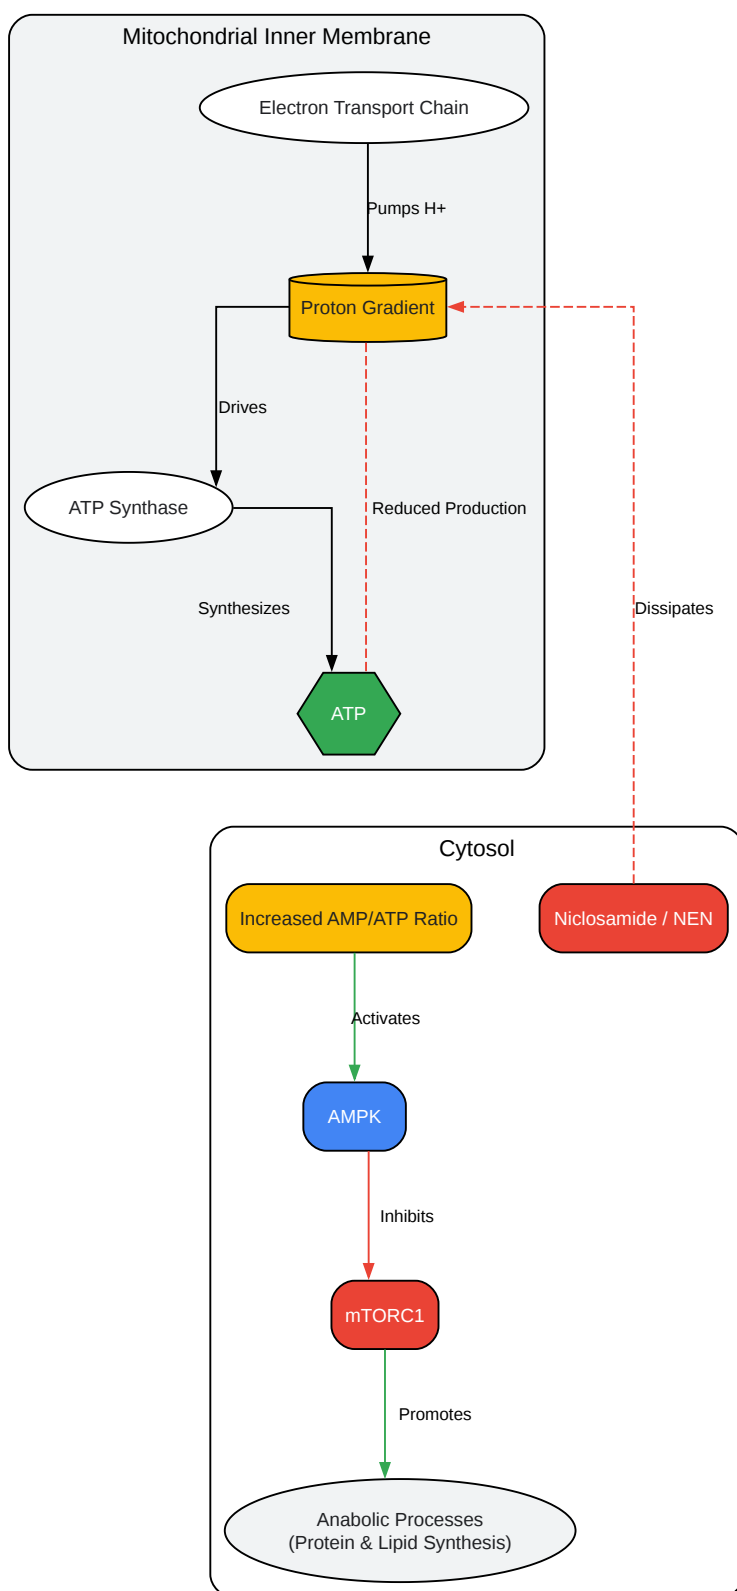 Mitochondrial Inner Membrane
Electron Transport Chain
Pumps H+
Proton Gradient
Drives
ATP Synthase
Reduced Production
Synthesizes
Dissipates
ATP
Cytosol
Increased AMP/ATP Ratio
Niclosamide / NEN
Activates
AMPK
Inhibits
mTORC1
Promotes
Anabolic Processes
(Protein & Lipid Synthesis)